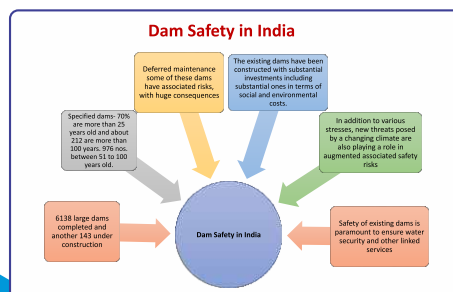 Dam Safety in India
Deferred maintenance
some of these dams
have associated risks,
with huge consequences
The existing dams have been
constructed with substantial
investments including
substantial ones in terms of
social and environmental
costs.
Specified dams- 70%
are more than 25
years old and about
212 are more than
100 years. 976 nos.
between 51 to 100
years old.
In addition to various
stresses, new threats posed
by a changing climate are
also playing a role in
augmented associated safety
risks
6138 large dams
completed and
another 143 under
construction
Dam Safety in India
Safety of existing dams is
paramount to ensure water
security and other linked
services